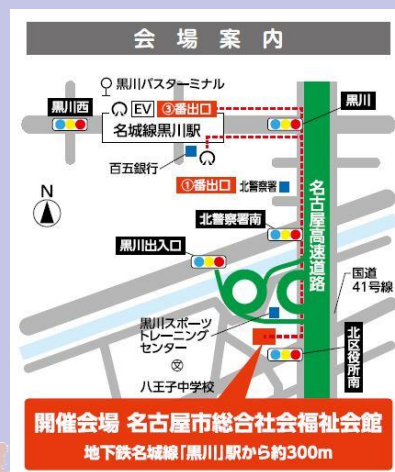 会場案内
黒川バスターミナル
黒川西
EV
③番出口
黒川
名城線黒川駅
百五銀行
①番出口
北警察署
N
名古屋高速道路
北警察署南
黒川出入口
国道
41号線
黒川スポーツ
トレーニング
センター
文
八王子中学校
北区役所南
開催会場 名古屋市総合社会福祉会館
地下鉄名城線「黒川」駅から約300m